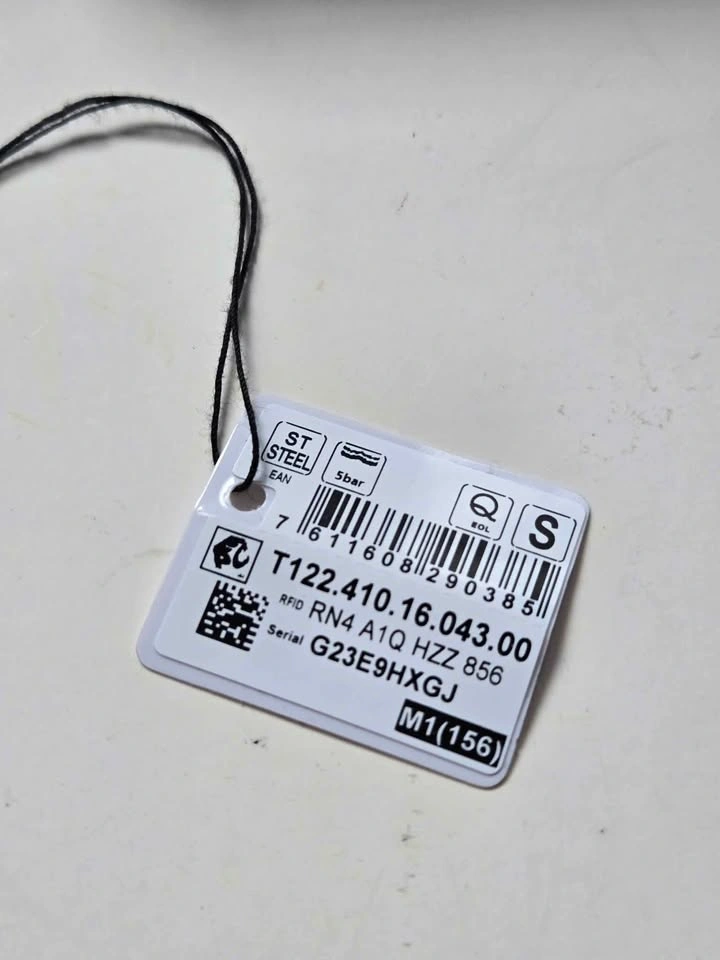 ST
STEEL
EAN
5bar
Q
EOL
S
7 611608 290385
T122.410.16.043.00
RFID RN4 A1Q HZZ 856
Serial G23E9HXGJ
M1(156)